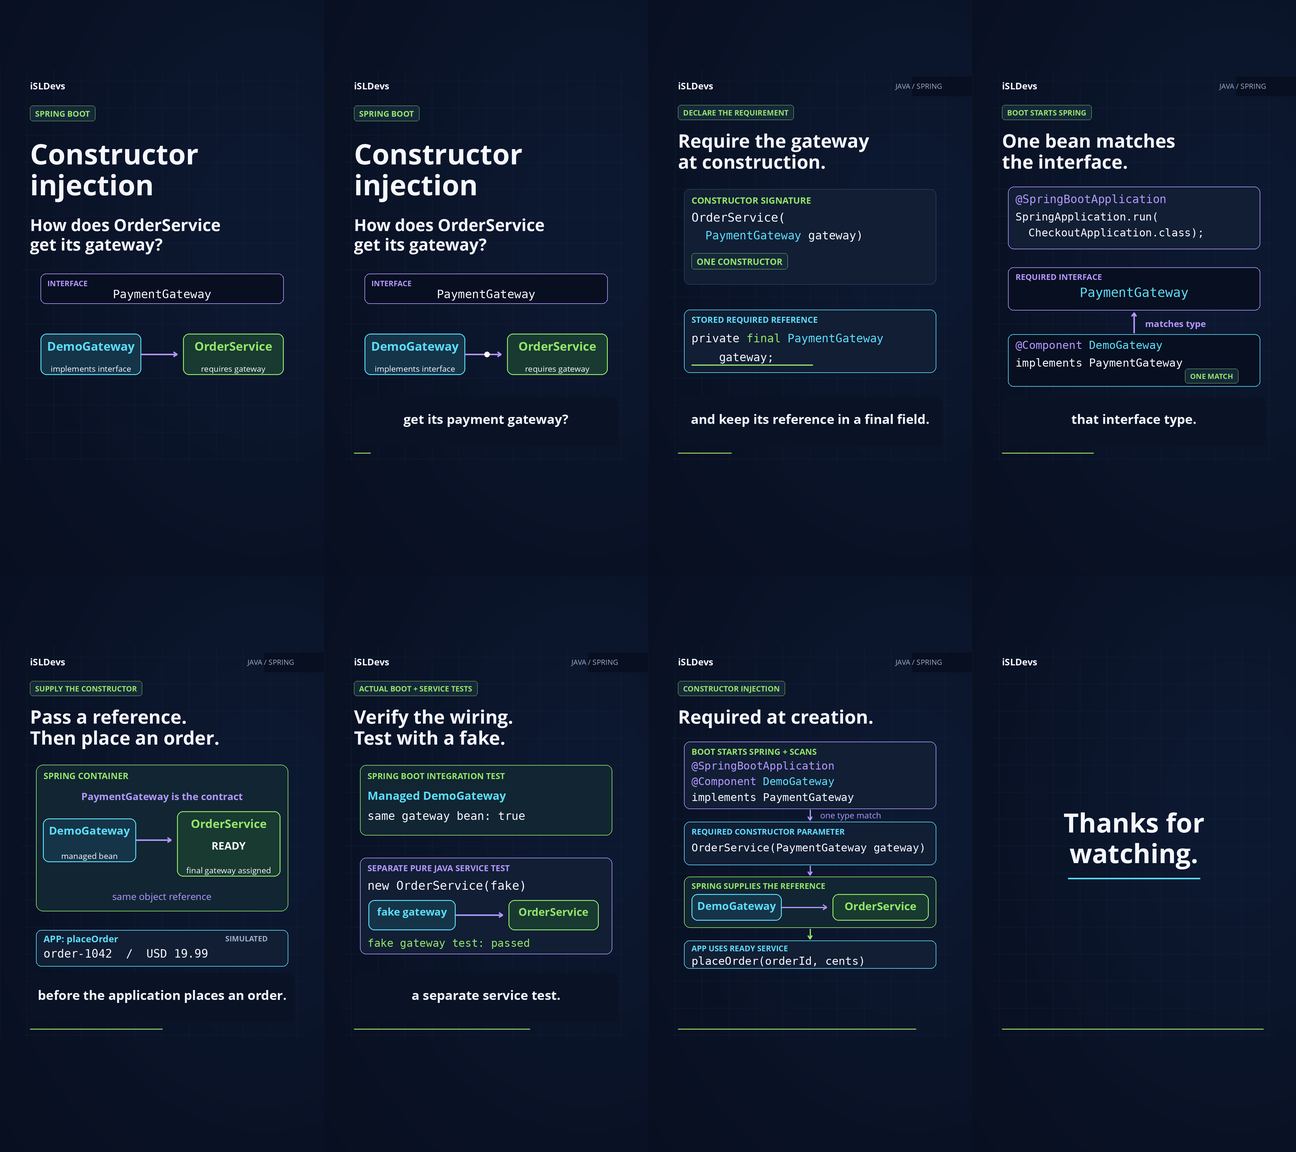 iSLDevs
SPRING BOOT
Constructor
injection
How does OrderService
get its gateway?
INTERFACE
PaymentGateway
DemoGateway
implements interface
OrderService
requires gateway
iSLDevs
SPRING BOOT
Constructor
injection
How does OrderService
get its gateway?
INTERFACE
PaymentGateway
DemoGateway
implements interface
OrderService
requires gateway
get its payment gateway?
iSLDevs
JAVA / SPRING
DECLARE THE REQUIREMENT
Require the gateway
at construction.
CONSTRUCTOR SIGNATURE
OrderService(
PaymentGateway gateway)
ONE CONSTRUCTOR
STORED REQUIRED REFERENCE
private final PaymentGateway
gateway;
and keep its reference in a final field.
iSLDevs
JAVA / SPRING
BOOT STARTS SPRING
One bean matches
the interface.
@SpringBootApplication
SpringApplication.run(
CheckoutApplication.class);
REQUIRED INTERFACE
PaymentGateway
matches type
@Component DemoGateway
implements PaymentGateway
ONE MATCH
that interface type.
iSLDevs
JAVA / SPRING
SUPPLY THE CONSTRUCTOR
Pass a reference.
Then place an order.
SPRING CONTAINER
PaymentGateway is the contract
DemoGateway
managed bean
OrderService
READY
final gateway assigned
same object reference
APP: placeOrder
SIMULATED
order-1042 / USD 19.99
before the application places an order.
iSLDevs
JAVA / SPRING
ACTUAL BOOT + SERVICE TESTS
Verify the wiring.
Test with a fake.
SPRING BOOT INTEGRATION TEST
Managed DemoGateway
same gateway bean: true
SEPARATE PURE JAVA SERVICE TEST
new OrderService(fake)
fake gateway
OrderService
fake gateway test: passed
a separate service test.
iSLDevs
JAVA / SPRING
CONSTRUCTOR INJECTION
Required at creation.
BOOT STARTS SPRING + SCANS
@SpringBootApplication
@Component DemoGateway
implements PaymentGateway
one type match
REQUIRED CONSTRUCTOR PARAMETER
OrderService(PaymentGateway gateway)
SPRING SUPPLIES THE REFERENCE
DemoGateway
OrderService
APP USES READY SERVICE
placeOrder(orderId, cents)
iSLDevs
Thanks for
watching.